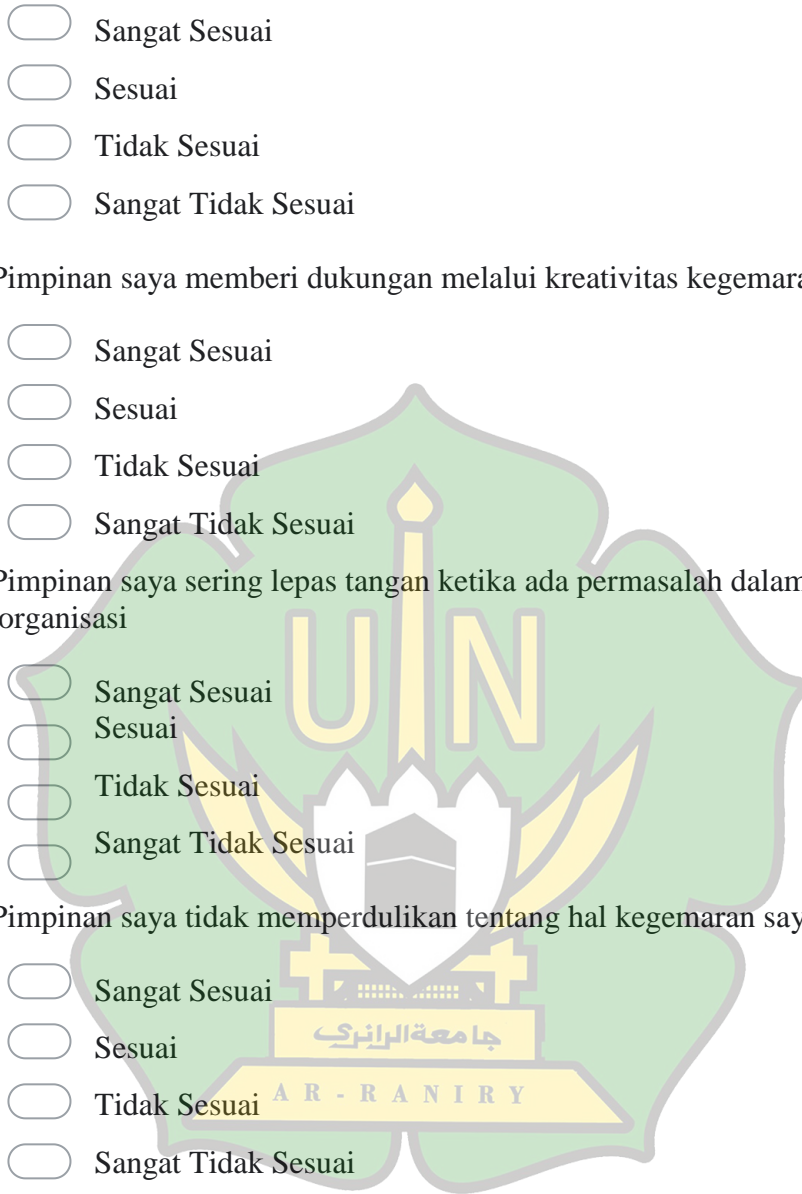 Sangat Sesuai
Sesuai
Tidak Sesuai
Sangat Tidak Sesuai
Pimpinan saya memberi dukungan melalui kreativitas
Sangat Sesuai
Sesuai
Tidak Sesuai
Sangat Tidak Sesuai
Pimpinan saya sering lepas tangan ketika ada permasalah dalam
organisasi
Sangat Sesuai
Sesuai
Tidak Sesuai
Sangat Tidak Sesuai
Pimpinan saya tidak memperdulikan tentang hal kegemaran
Sangat Sesuai
Sesuai
Tidak Sesuai
Sangat Tidak Sesuai
UIN
جامعة الرانري
AR-RANIRY